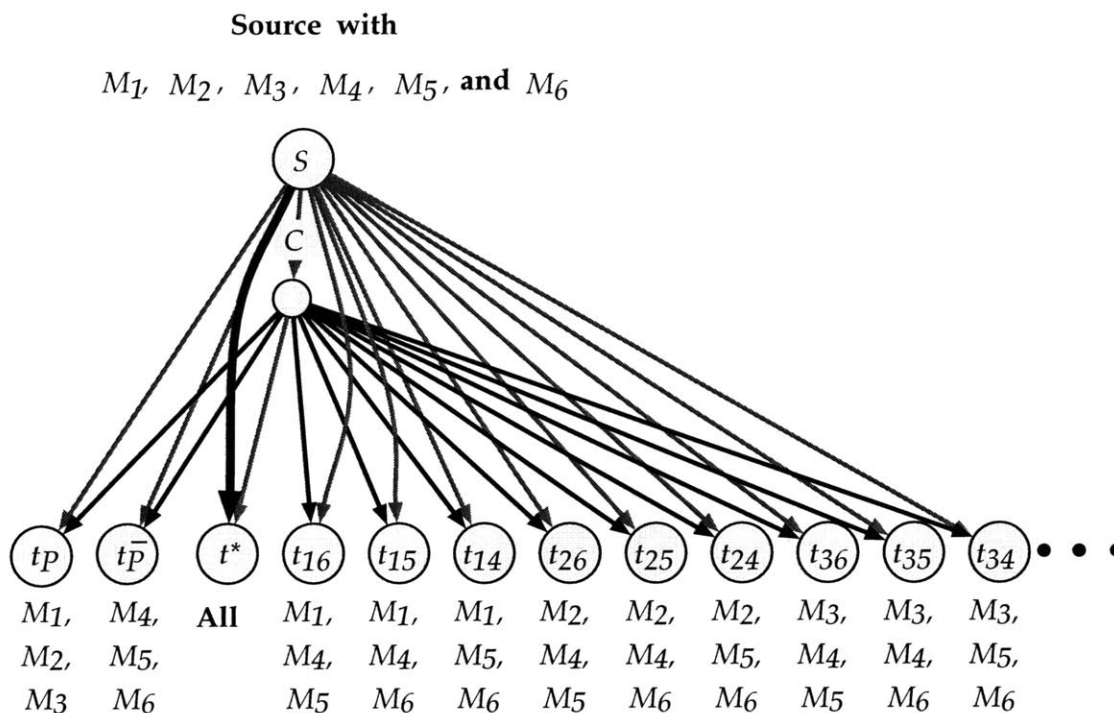 Source with
M1, M2, M3, M4, M5, and M6
S
C
tP tP̄ t* t16 t15 t14 t26 t25 t24 t36 t35 t34 • • •
M1, M4, All M1, M1, M1, M2, M2, M2, M3, M3, M3,
M2, M5, M4, M4, M5, M4, M4, M5, M4, M4, M5,
M3 M6 M5 M6 M6 M5 M6 M6 M5 M6 M6